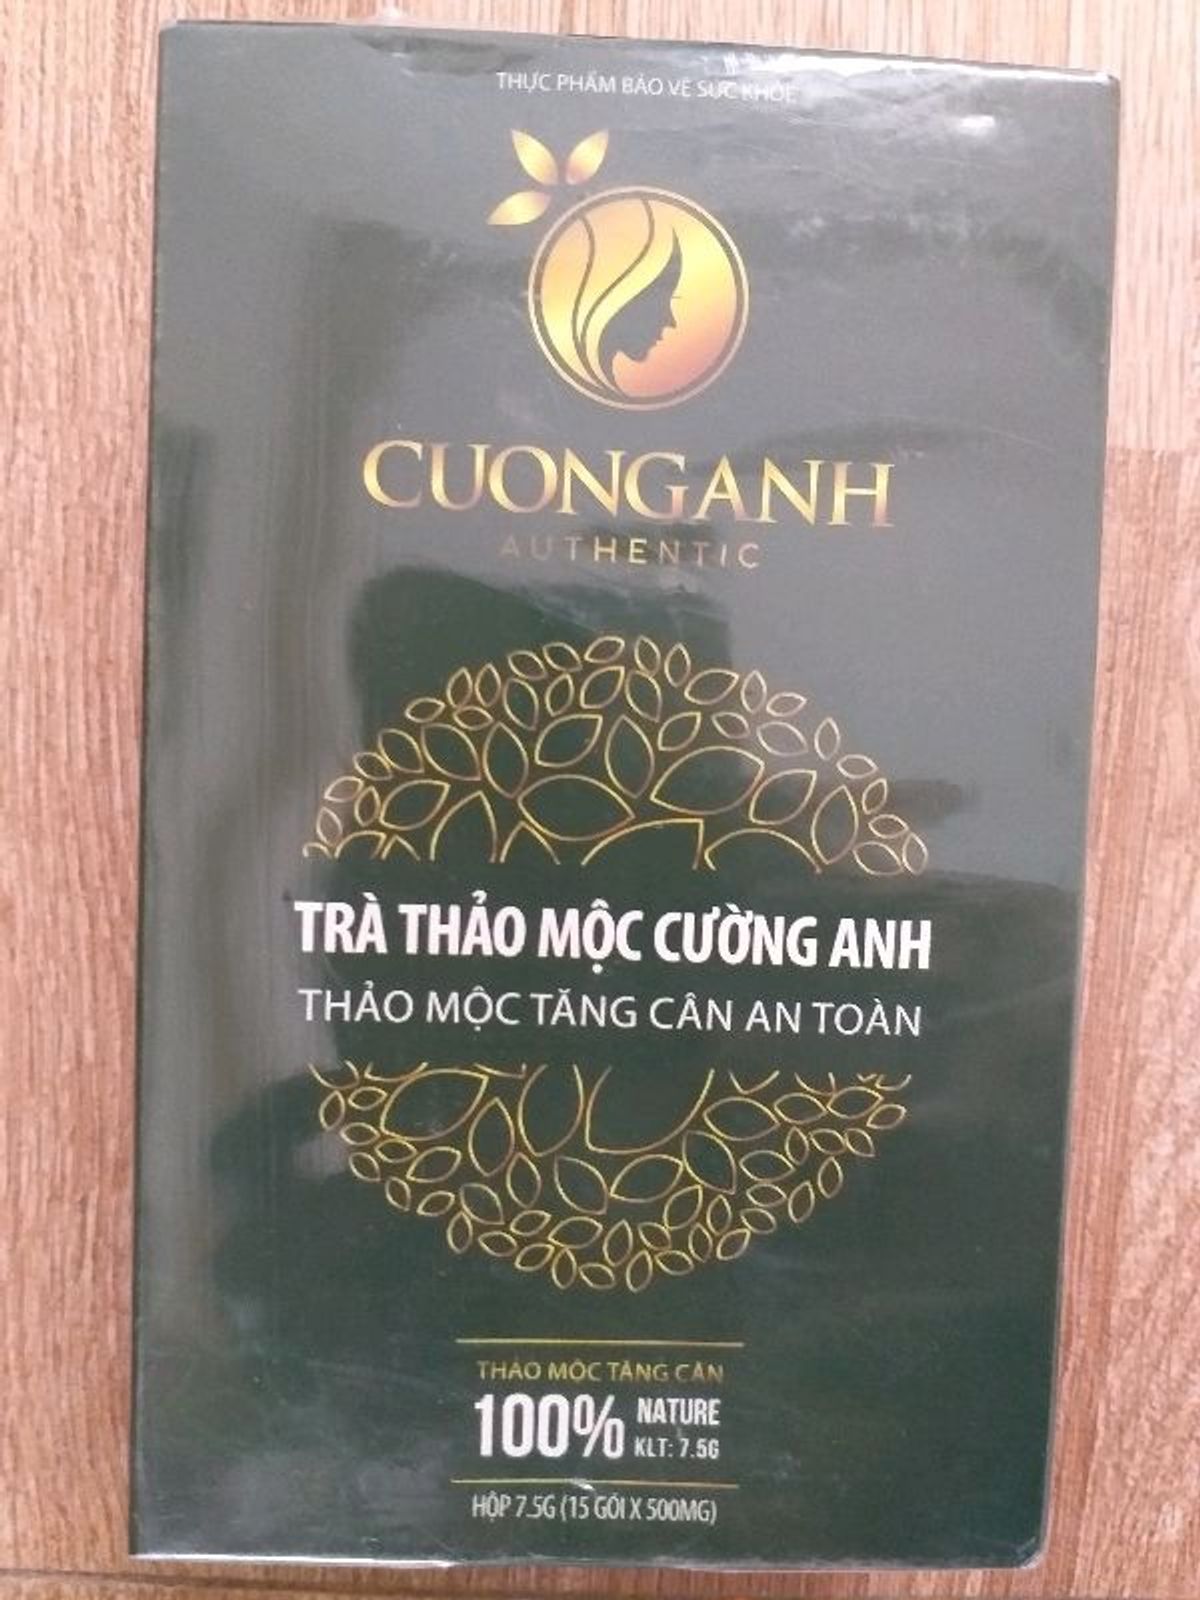 THỰC PHẨM BẢO VỆ SỨC KHỎE
CUONGANH
AUTHENTIC
TRÀ THẢO MỘC CƯỜNG ANH
THẢO MỘC TĂNG CÂN AN TOÀN
THẢO MỘC TĂNG CÂN
100% NATURE
KLT: 7.5G
HỘP 7.5G (15 GÓI X 500MG)